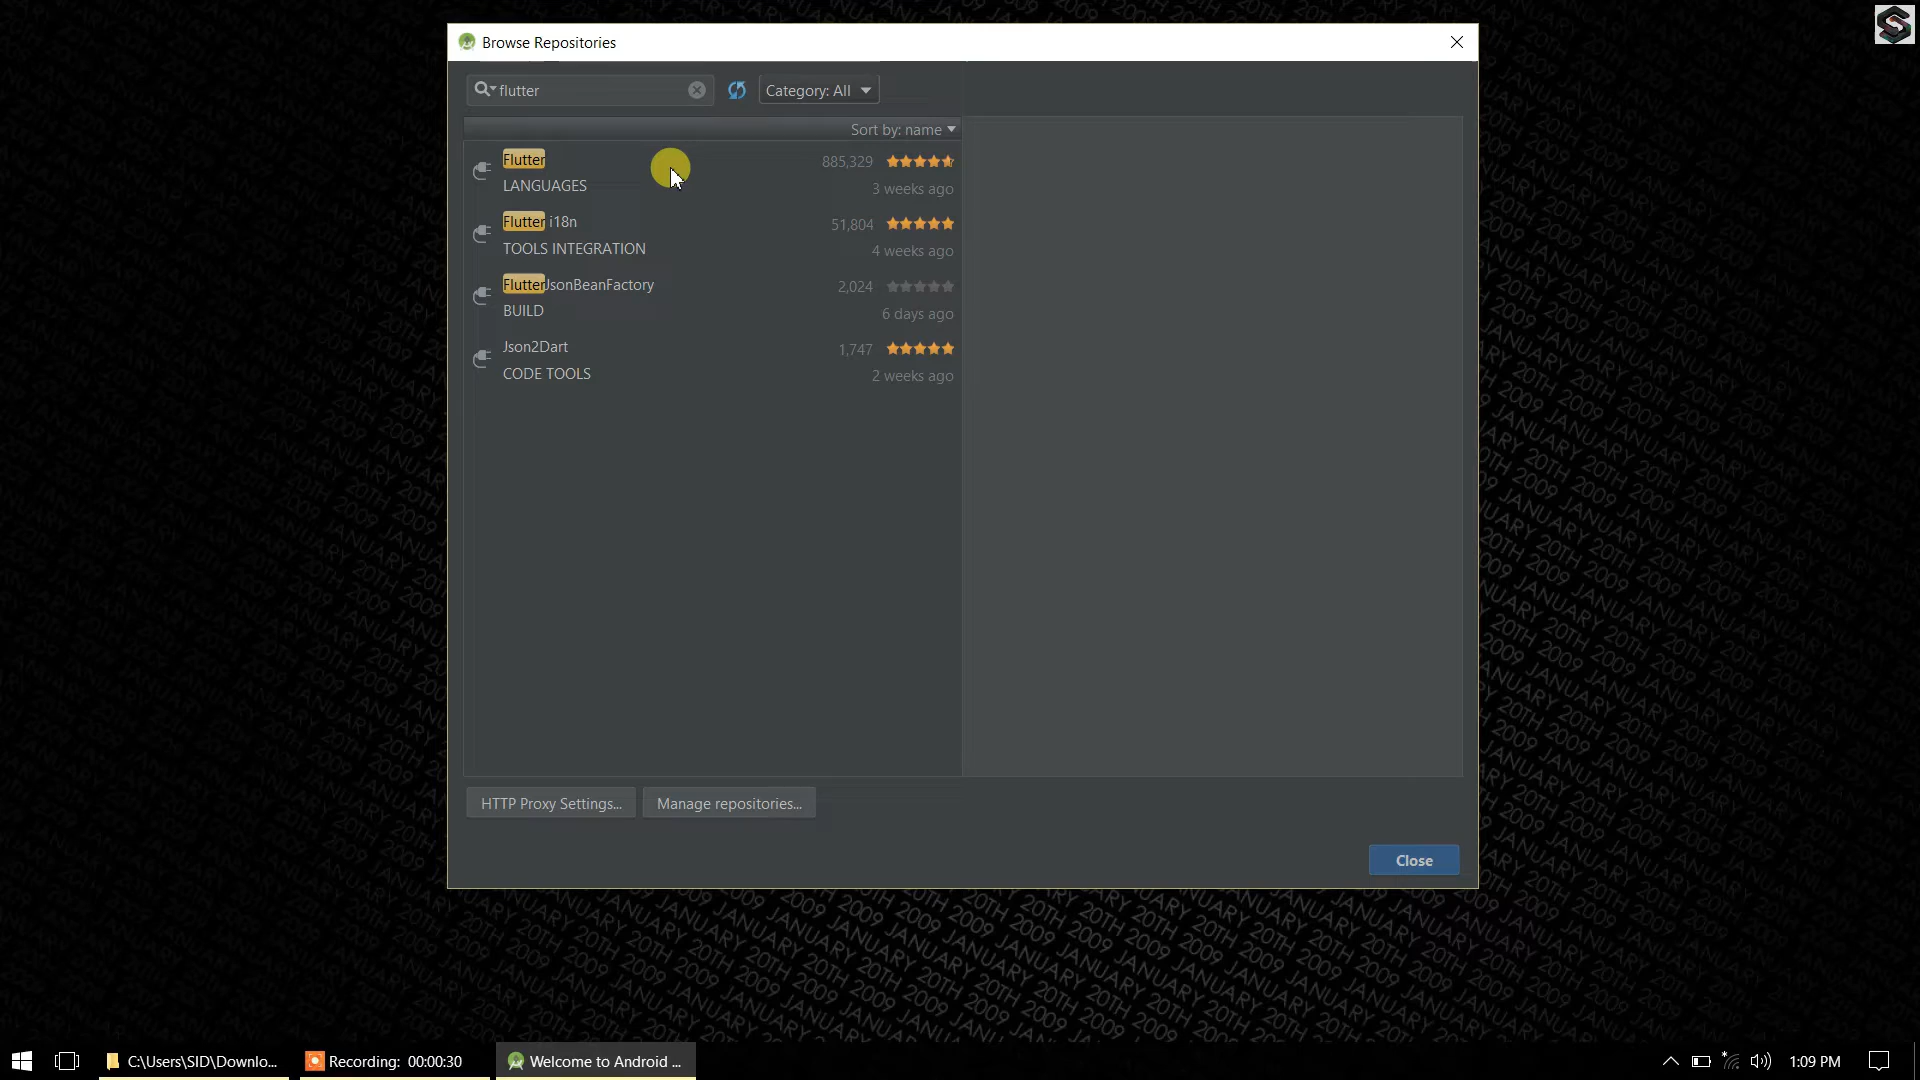 Browse Repositories
flutter
Category: All
Sort by: name
Flutter
885,329
LANGUAGES
3 weeks ago
Flutter i18n
51,804
TOOLS INTEGRATION
4 weeks ago
FlutterJsonBeanFactory
2,024
BUILD
6 days ago
Json2Dart
1,747
CODE TOOLS
2 weeks ago
HTTP Proxy Settings...
Manage repositories...
Close
JANUARY 20TH 2009
C:\Users\SID\Downlo...
Recording: 00:00:30
Welcome to Android ...
1:09 PM